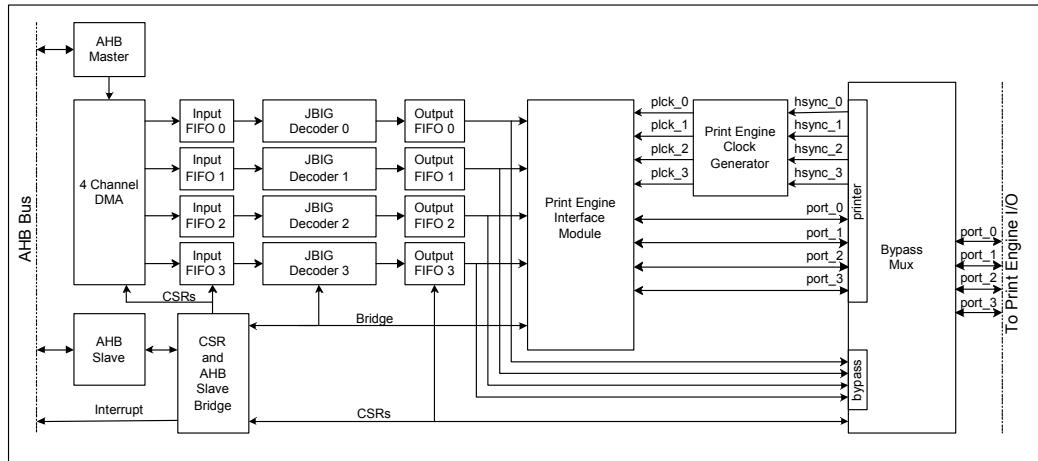 AHB
Master
AHB Bus
4 Channel
DMA
Input
FIFO 0
JBIG
Decoder 0
Output
FIFO 0
Input
FIFO 1
JBIG
Decoder 1
Output
FIFO 1
Input
FIFO 2
JBIG
Decoder 2
Output
FIFO 2
Input
FIFO 3
JBIG
Decoder 3
Output
FIFO 3
Print Engine
Interface
Module
plck_0
plck_1
plck_2
plck_3
Print Engine
Clock
Generator
hsync_0
hsync_1
hsync_2
hsync_3
port_0
port_1
port_2
port_3
printer
Bypass
Mux
port_0
port_1
port_2
port_3
To Print Engine I/O
CSRs
Bridge
AHB
Slave
CSR
and
AHB
Slave
Bridge
bypass
Interrupt
CSRs